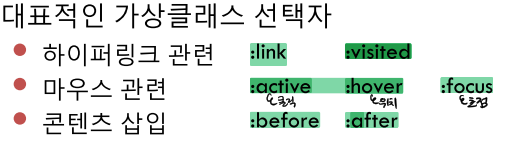 대표적인 가상클래스 선택자
하이퍼링크 관련 :link :visited
마우스 관련 :active :hover :focus
콘텐츠 삽입 :before :after